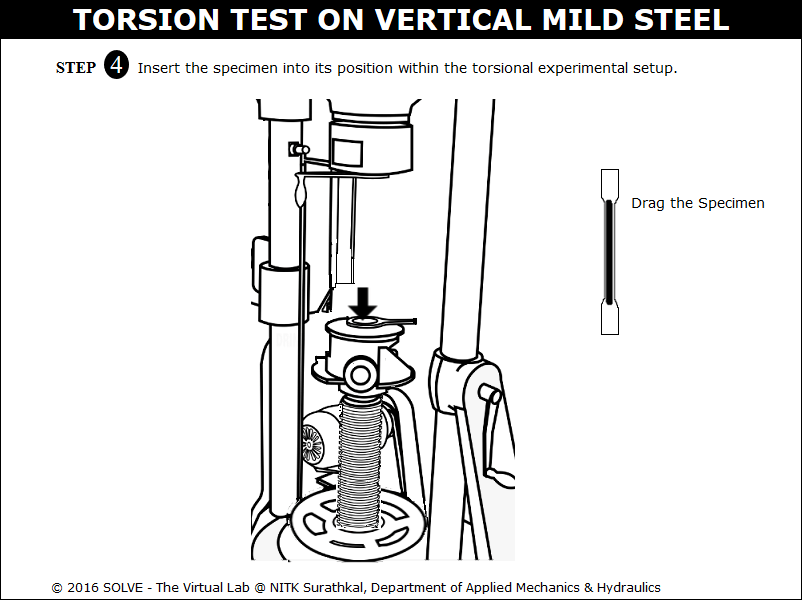 TORSION TEST ON VERTICAL MILD STEEL
STEP 4 Insert the specimen into its position within the torsional experimental setup.
Drag the Specimen
© 2016 SOLVE - The Virtual Lab @ NITK Surathkal, Department of Applied Mechanics & Hydraulics